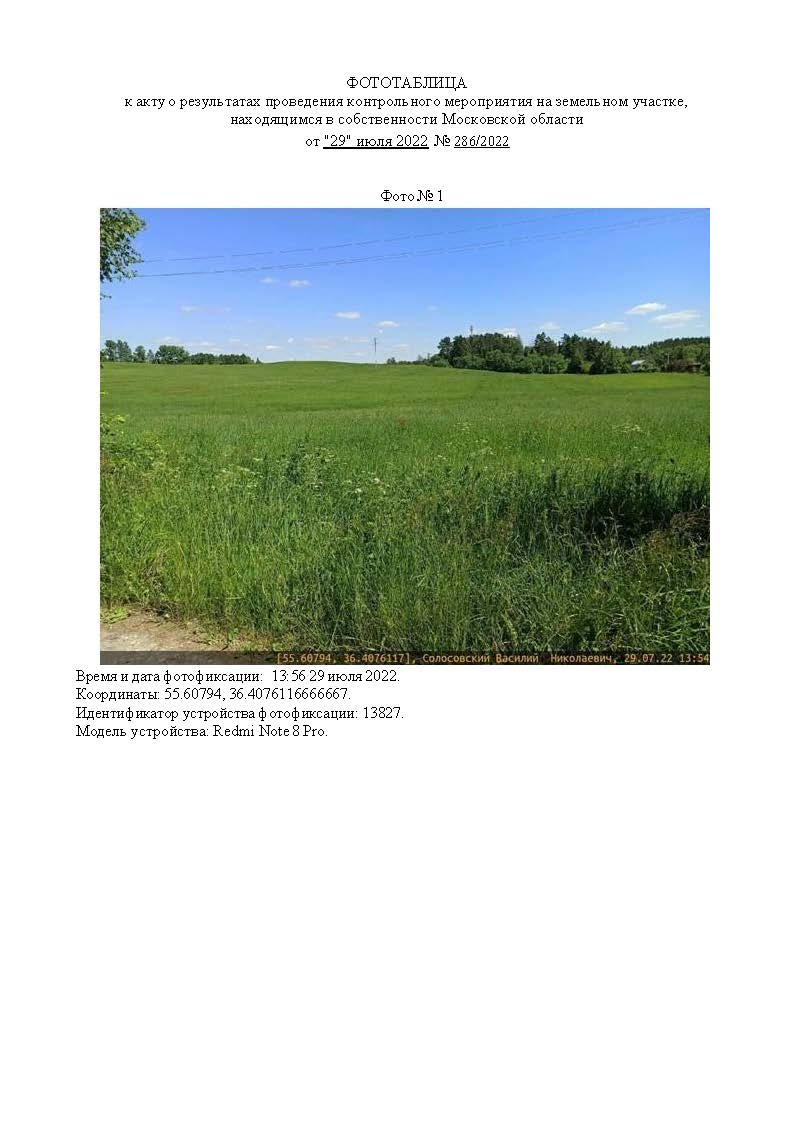 ФОТОТАБЛИЦА
к акту о результатах проведения контрольного мероприятия на земельном участке,
находящимся в собственности Московской области
от "29" июля 2022 № 286/2022
Фото № 1
[55.60794, 36.4076117], Солосовский Василий Николаевич, 29.07.22 13:54
Время и дата фотофиксации: 13:56 29 июля 2022.
Координаты: 55.60794, 36.4076116666667.
Идентификатор устройства фотофиксации: 13827.
Модель устройства: Redmi Note 8 Pro.